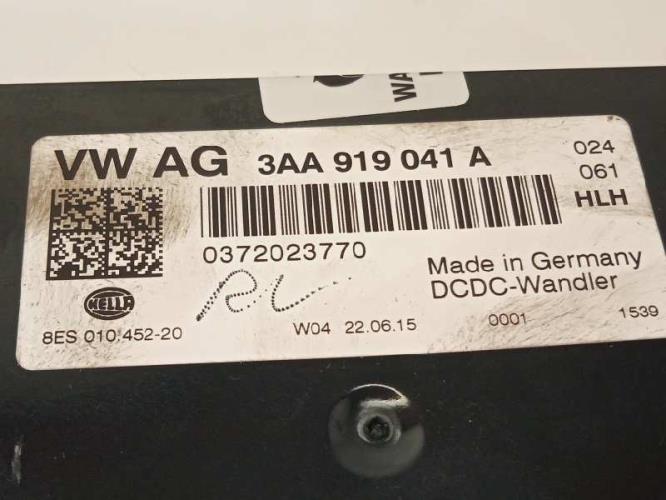 VW AG 3AA 919 041 A
024
061
HLH
0372023770
Made in Germany
DCDC-Wandler
HELLA
RL
8ES 010.452-20
W04 22.06.15
0001
1539